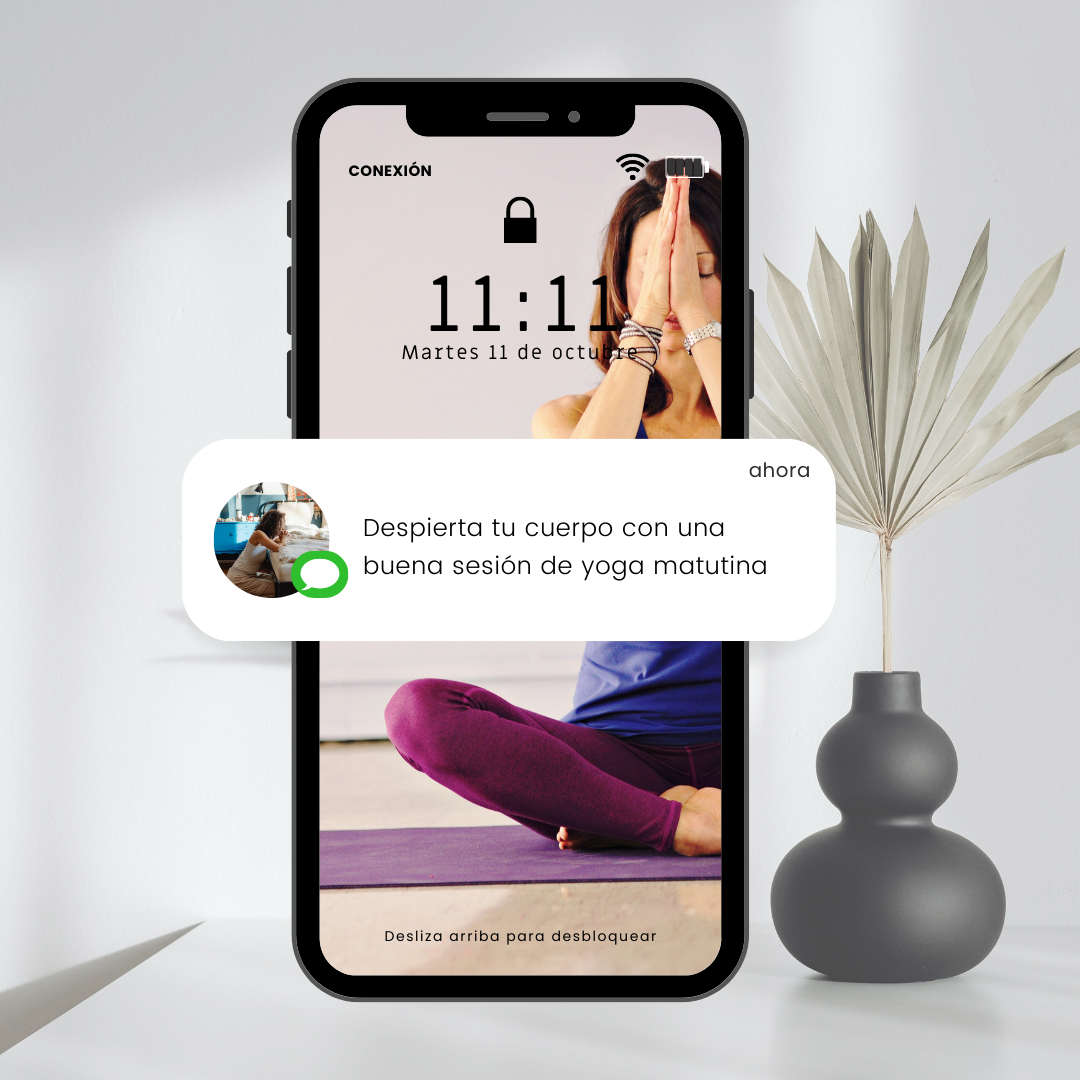 CONEXIÓN
11:11
Martes 11 de octubre
ahora
Despierta tu cuerpo con una
buena sesión de yoga matutina
Desliza arriba para desbloquear